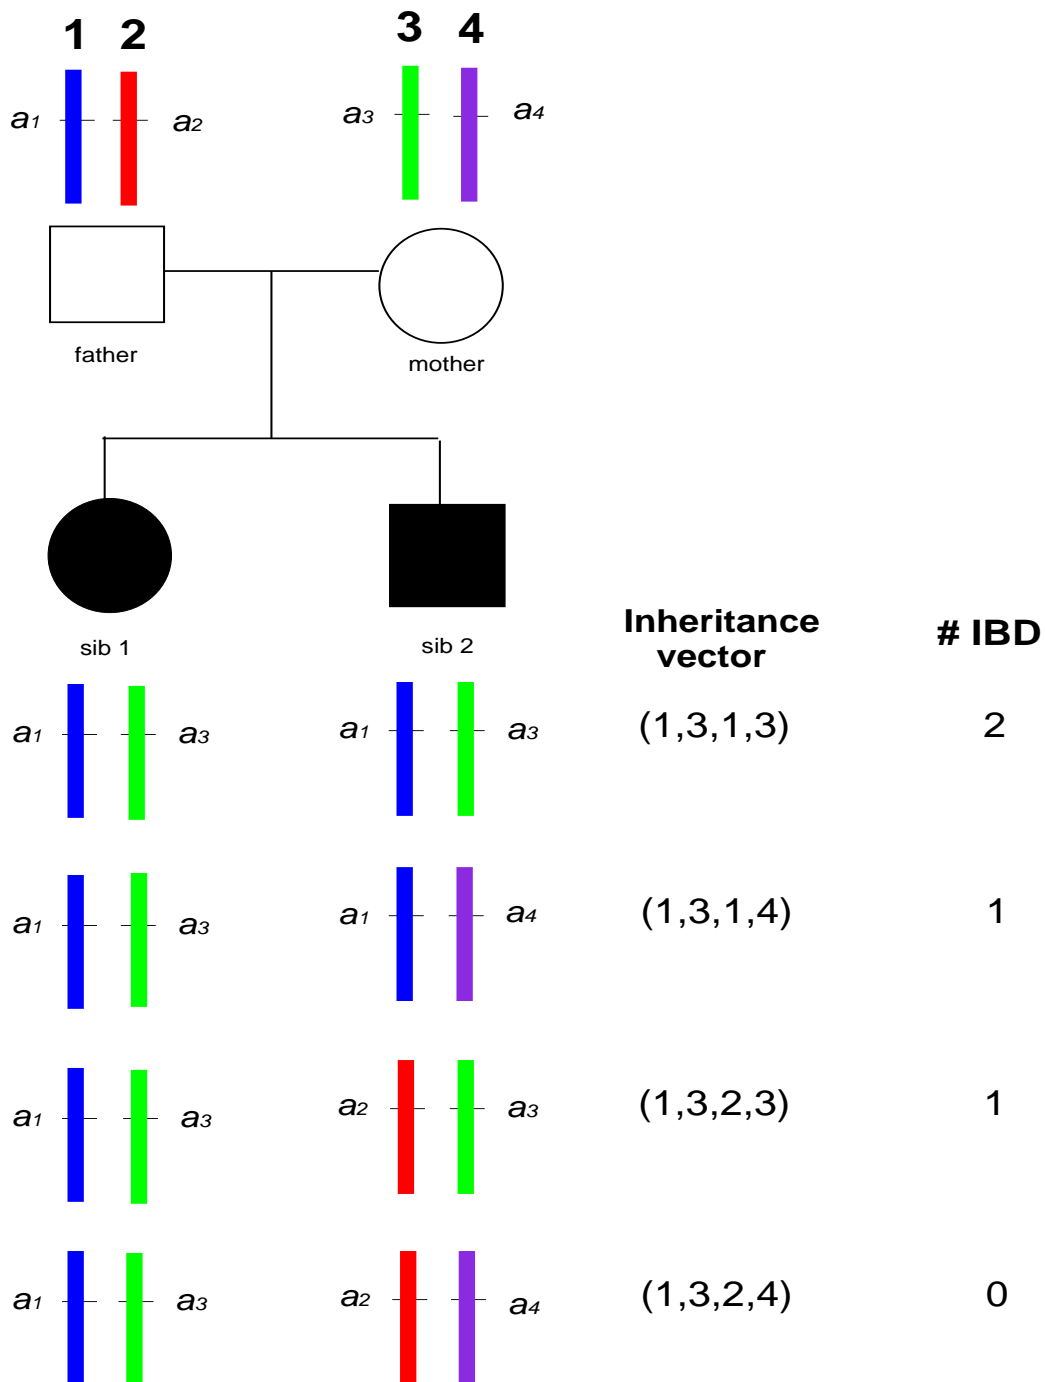 1 2 3 4
a1 a2 a3 a4
father mother
sib 1 sib 2
Inheritance
vector
# IBD
a1 a3 a1 a3 (1,3,1,3) 2
a1 a3 a1 a4 (1,3,1,4) 1
a1 a3 a2 a3 (1,3,2,3) 1
a1 a3 a2 a4 (1,3,2,4) 0